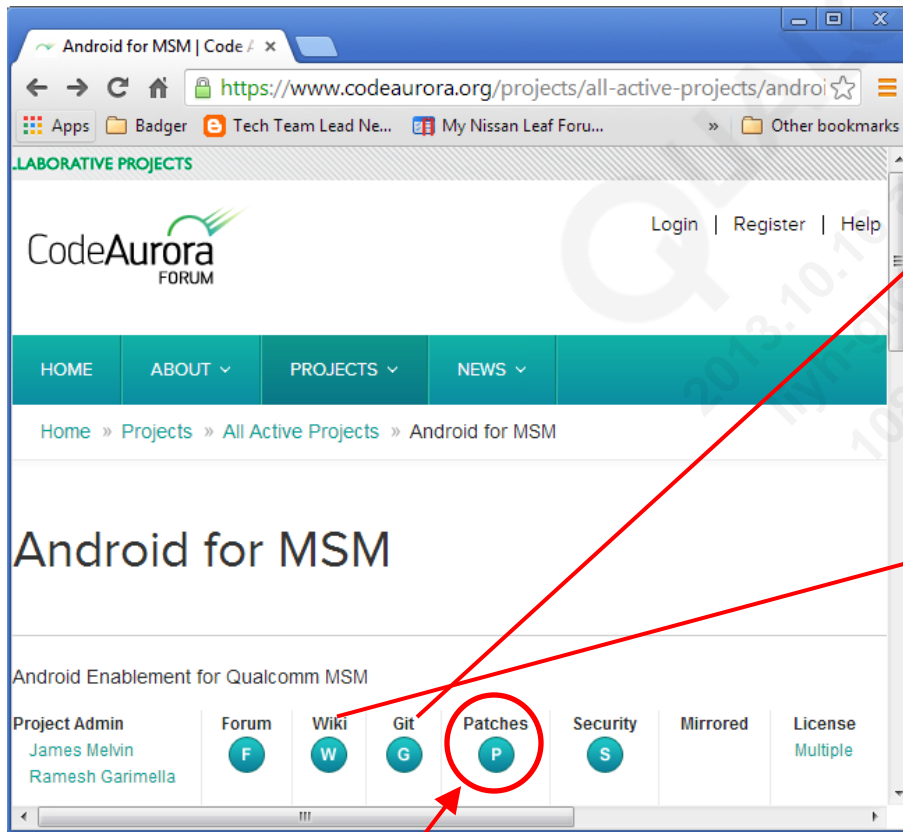 Android for MSM | Code
https://www.codeaurora.org/projects/all-active-projects/androi
Apps Badger Tech Team Lead Ne... My Nissan Leaf Foru... » Other bookmarks
LABORATIVE PROJECTS
CodeAurora
FORUM
Login | Register | Help
HOME ABOUT PROJECTS NEWS
Home » Projects » All Active Projects » Android for MSM
Android for MSM
Android Enablement for Qualcomm MSM
Project Admin Forum Wiki Git Patches Security Mirrored License
James Melvin F W G P S Multiple
Ramesh Garimella